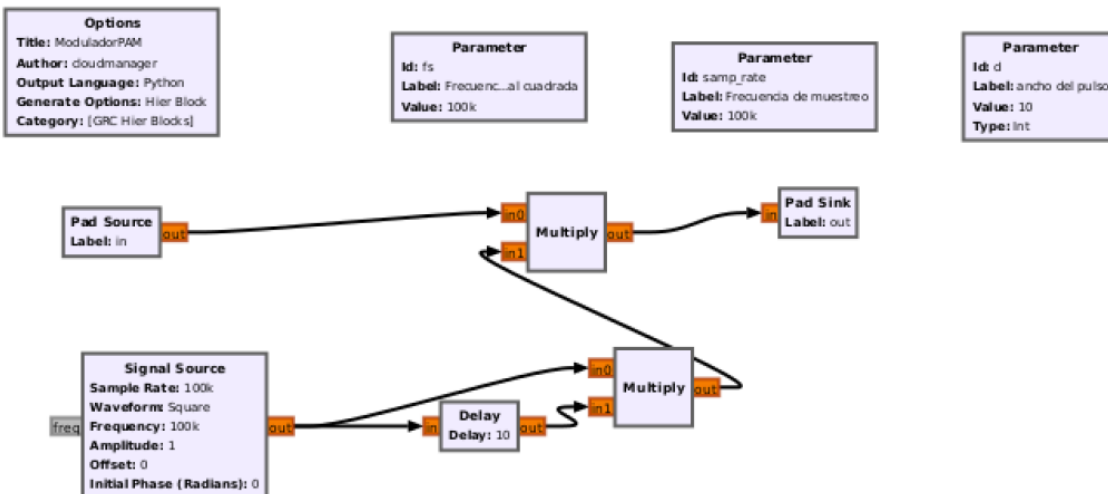 Options
Title: ModuladorPAM
Author: cloudmanager
Output Language: Python
Generate Options: Hier Block
Category: [GRC Hier Blocks]
Parameter
Id: fs
Label: Frecuenc...al cuadrada
Value: 100k
Parameter
Id: samp_rate
Label: Frecuencia de muestreo
Value: 100k
Parameter
Id: d
Label: ancho del pulso
Value: 10
Type: Int
Pad Source
Label: in
out
in0
in1
Multiply
out
in
Pad Sink
Label: out
freq
Signal Source
Sample Rate: 100k
Waveform: Square
Frequency: 100k
Amplitude: 1
Offset: 0
Initial Phase (Radians): 0
out
in
Delay
Delay: 10
out
in0
in1
Multiply
out